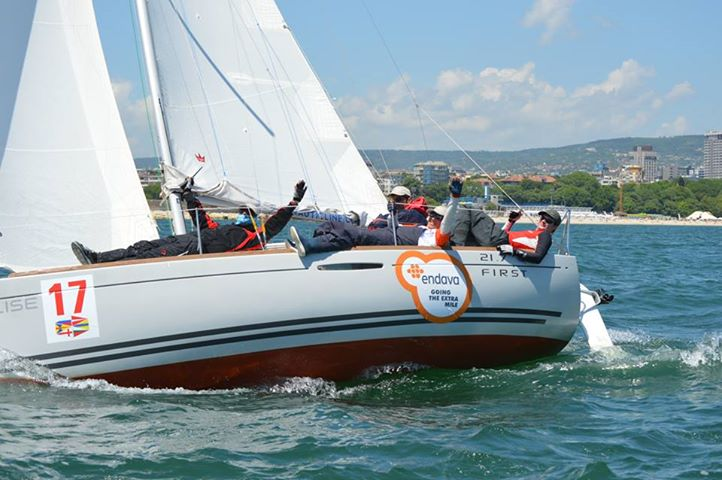 LISE
17
endava
GOING
THE EXTRA
MILE
21.7
FIRST